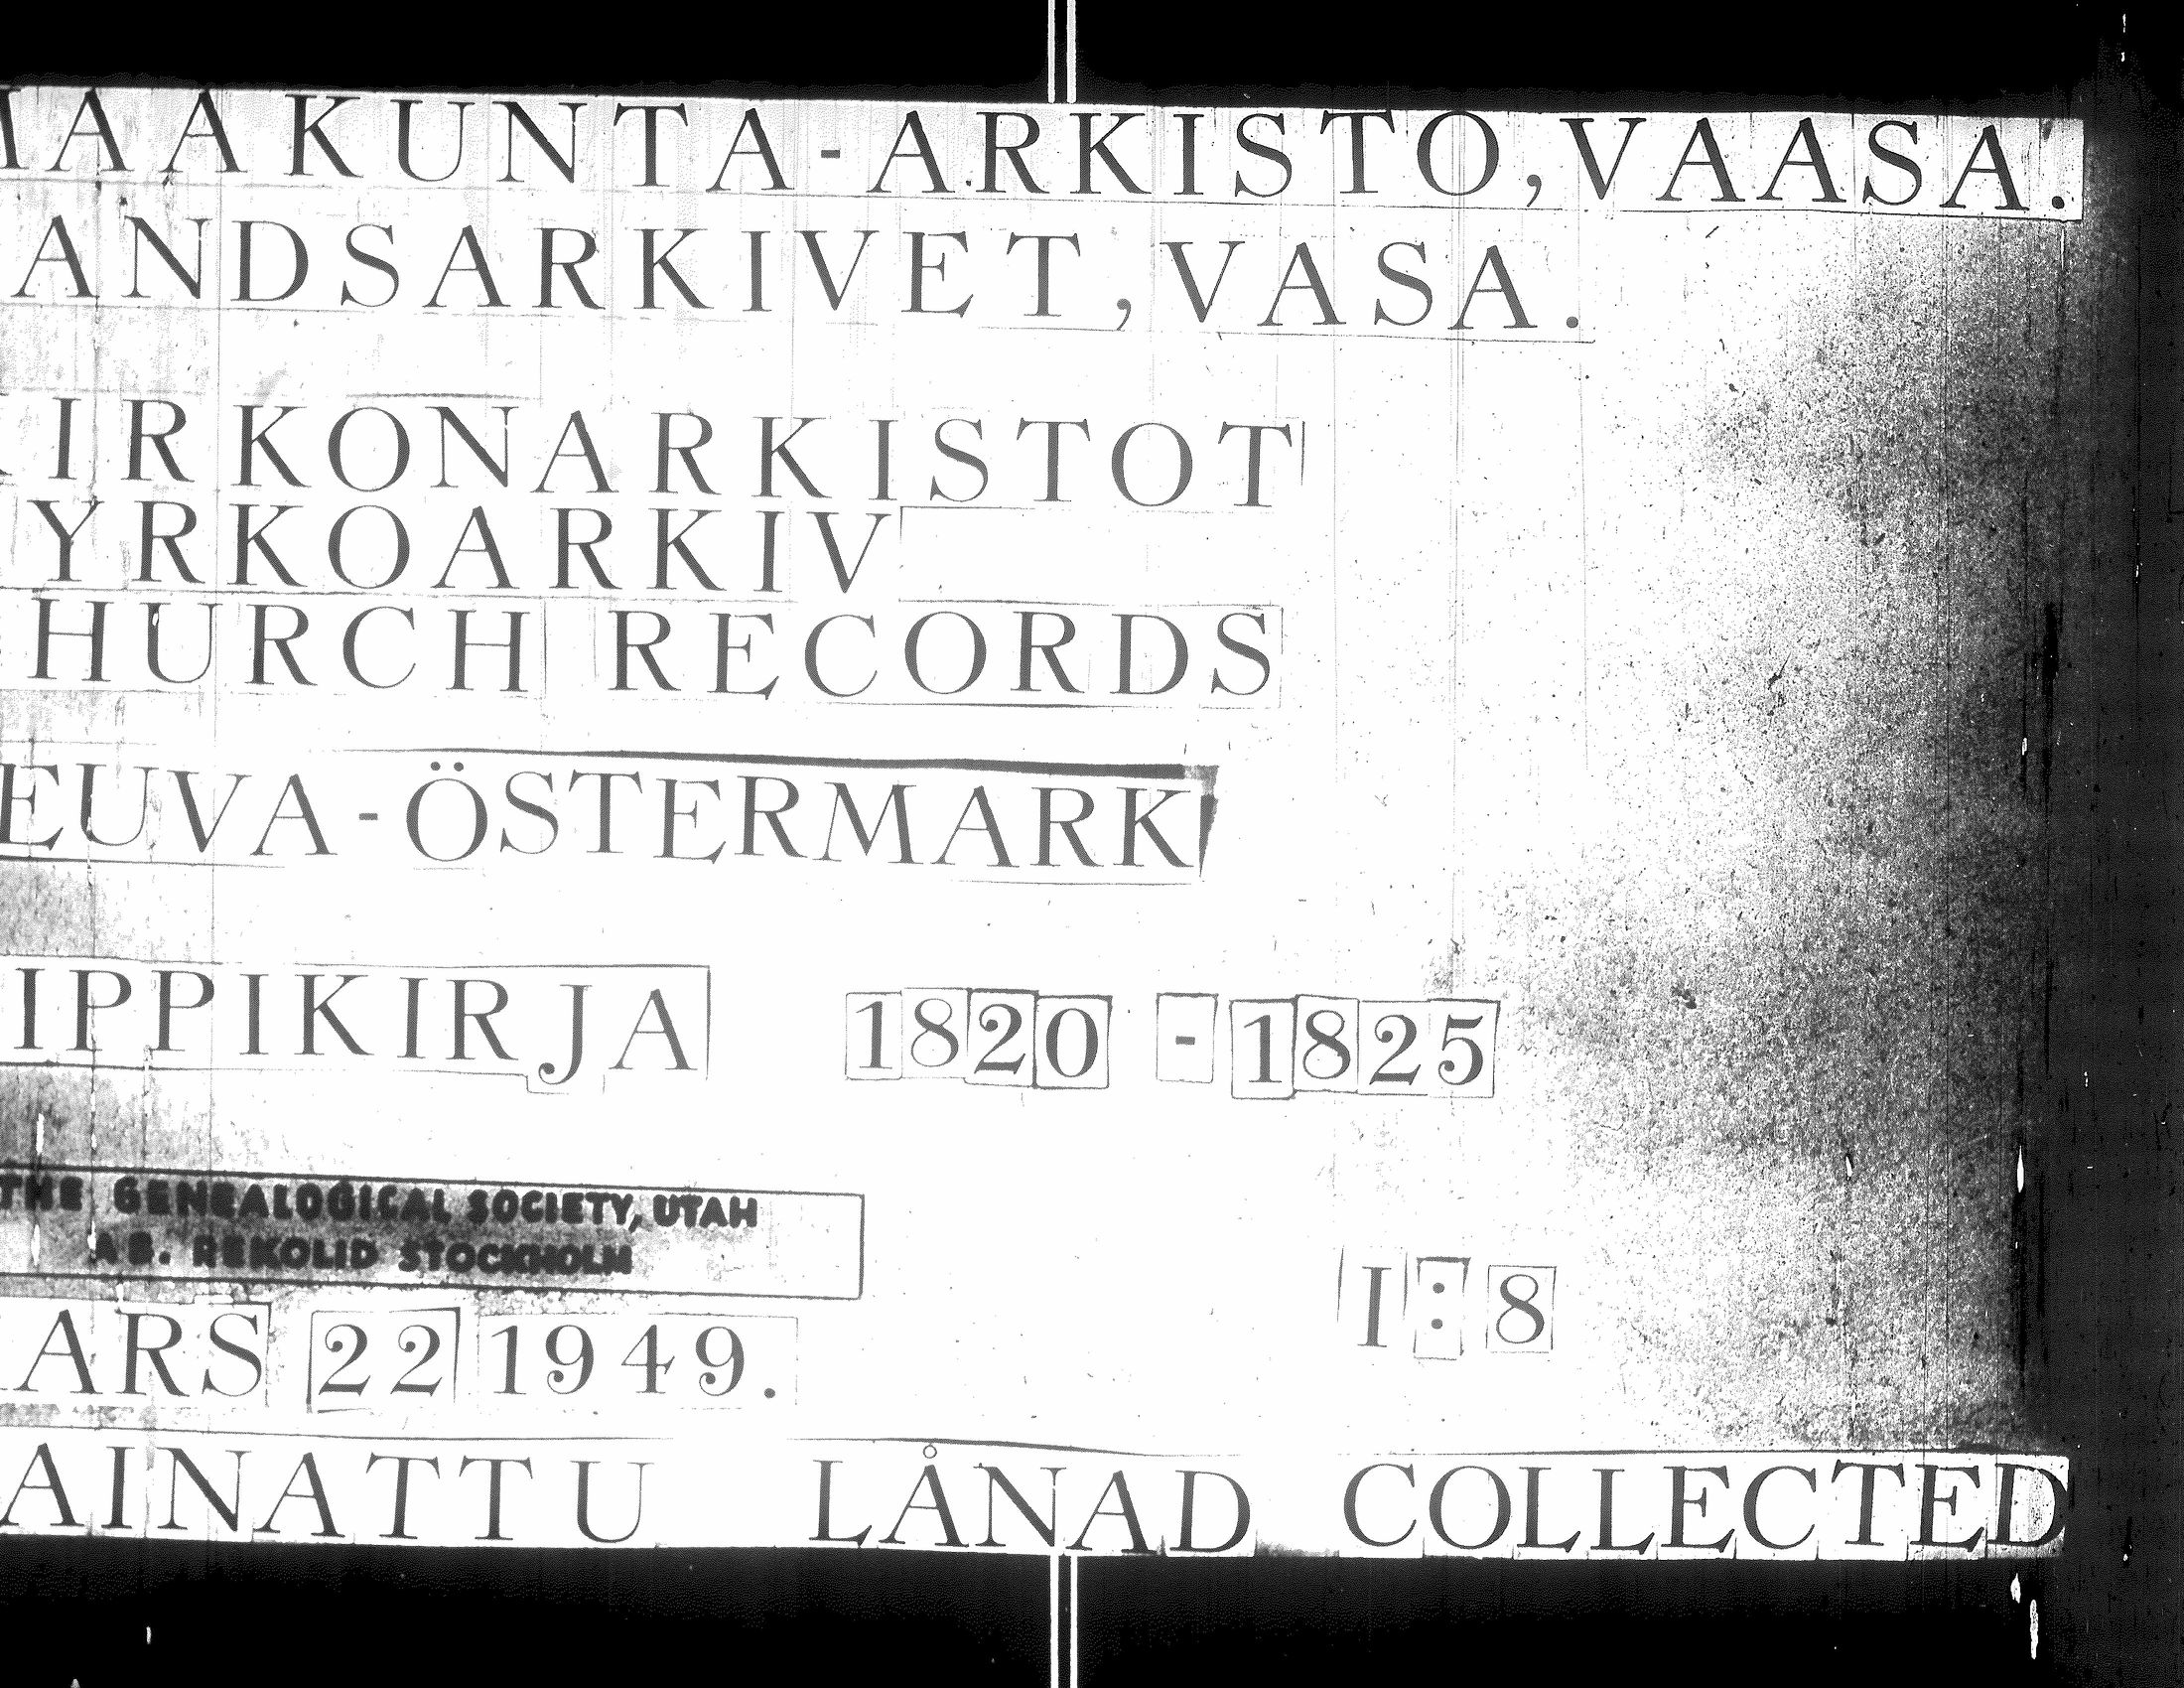 MAAKUNTA-ARKISTO, VAASA.
ANDSARKIVET, VASA.
KIRKONARKISTOT
YRKOARKIV
HURCH RECORDS
EUVA-ÖSTERMARK
IPPIKIRJA 1820 - 1825
THE GENEALOGICAL SOCIETY, UTAH
AB. REKOLID STOCKHOLM
I:8
ARS 22 1949.
AINATTU LÅNAD COLLECTED